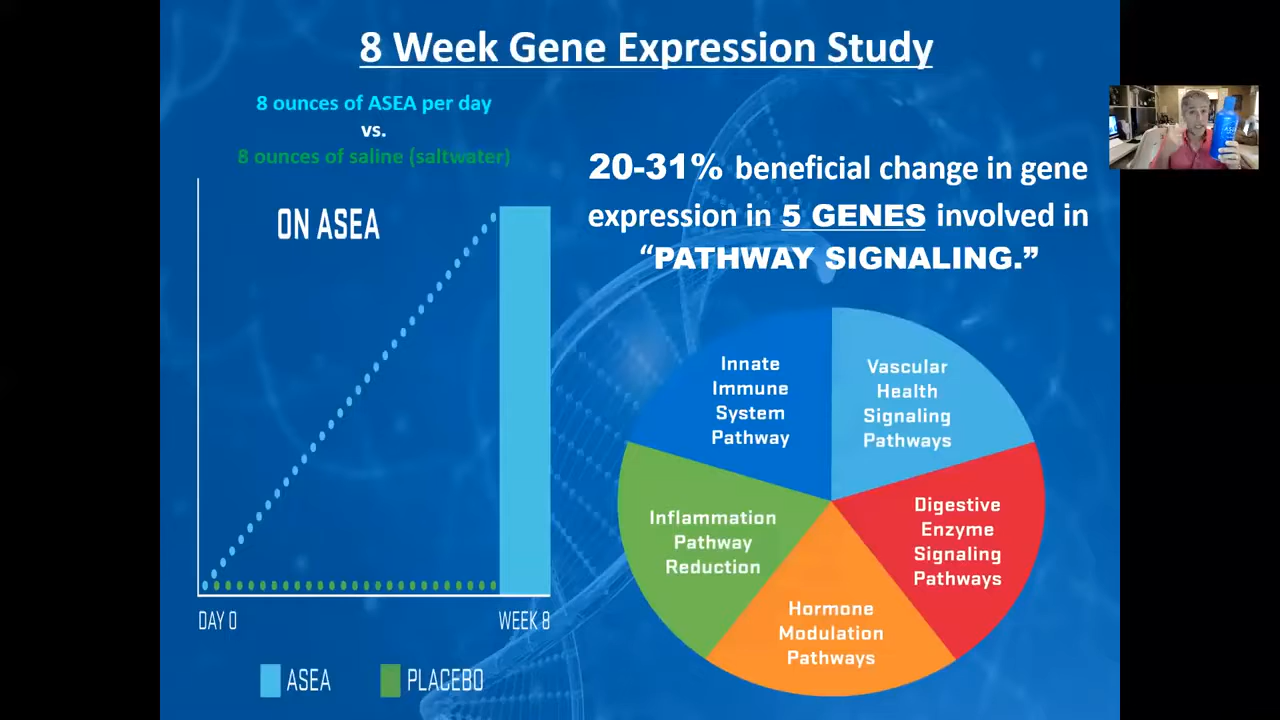 8 Week Gene Expression Study
8 ounces of ASEA per day
vs.
8 ounces of saline (saltwater)
ON ASEA
DAY 0
WEEK 8
ASEA
PLACEBO
20-31% beneficial change in gene
expression in 5 GENES involved in
“PATHWAY SIGNALING.”
Innate
Immune
System
Pathway
Vascular
Health
Signaling
Pathways
Inflammation
Pathway
Reduction
Digestive
Enzyme
Signaling
Pathways
Hormone
Modulation
Pathways